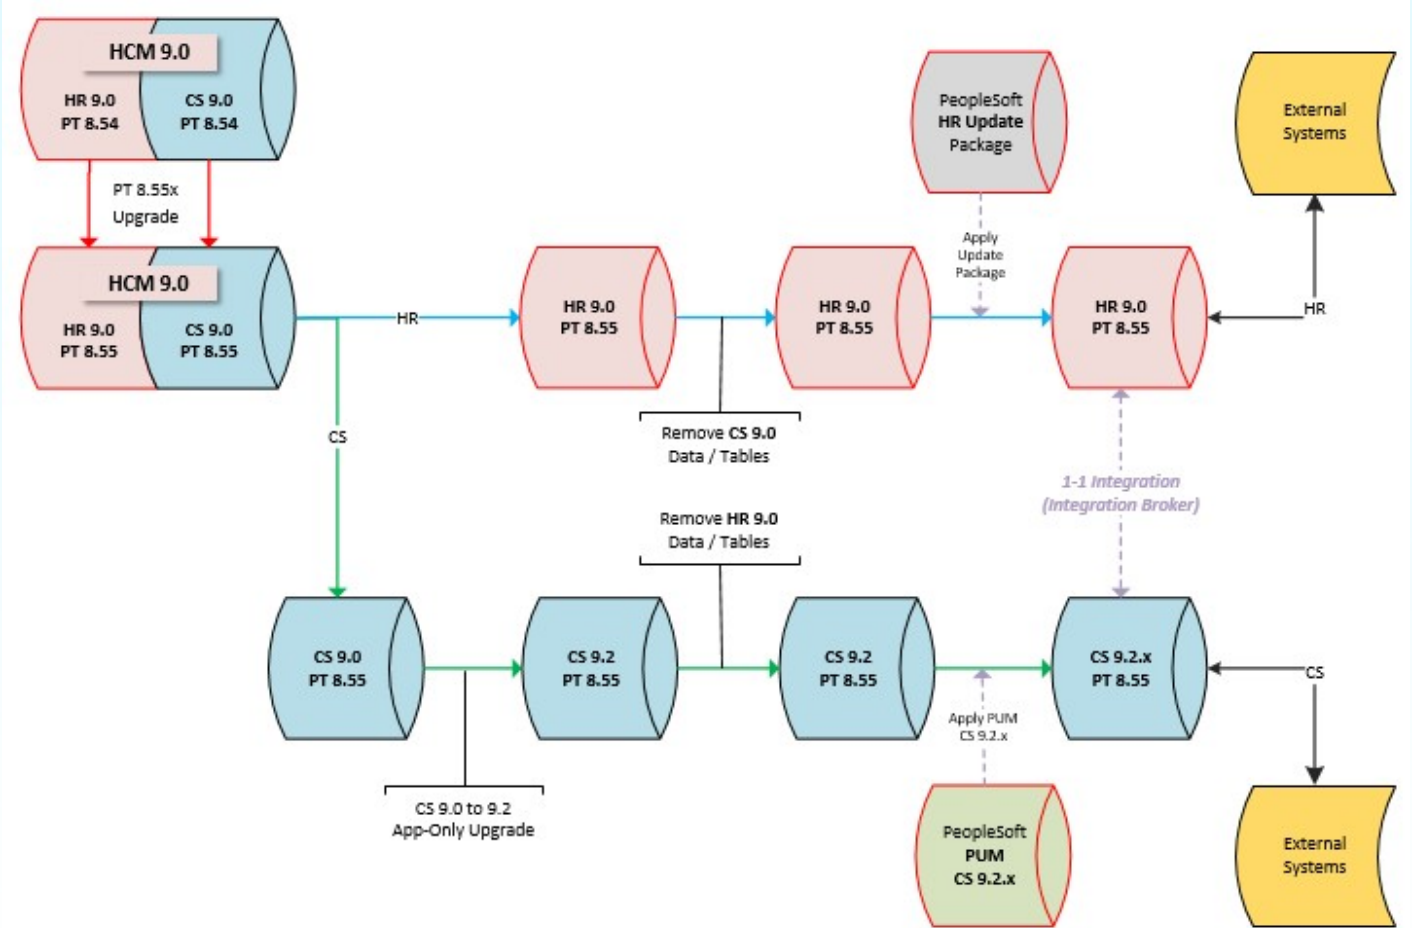 HCM 9.0
HR 9.0
PT 8.54
CS 9.0
PT 8.54
PT 8.55x
Upgrade
HCM 9.0
HR 9.0
PT 8.55
CS 9.0
PT 8.55
HR
CS
HR 9.0
PT 8.55
Remove CS 9.0
Data / Tables
HR 9.0
PT 8.55
PeopleSoft
HR Update
Package
Apply
Update
Package
HR 9.0
PT 8.55
External
Systems
HR
1-1 Integration
(Integration Broker)
Remove HR 9.0
Data / Tables
CS 9.0
PT 8.55
CS 9.0 to 9.2
App-Only Upgrade
CS 9.2
PT 8.55
CS 9.2
PT 8.55
Apply PUM
CS 9.2.x
PeopleSoft
PUM
CS 9.2.x
CS 9.2.x
PT 8.55
CS
External
Systems